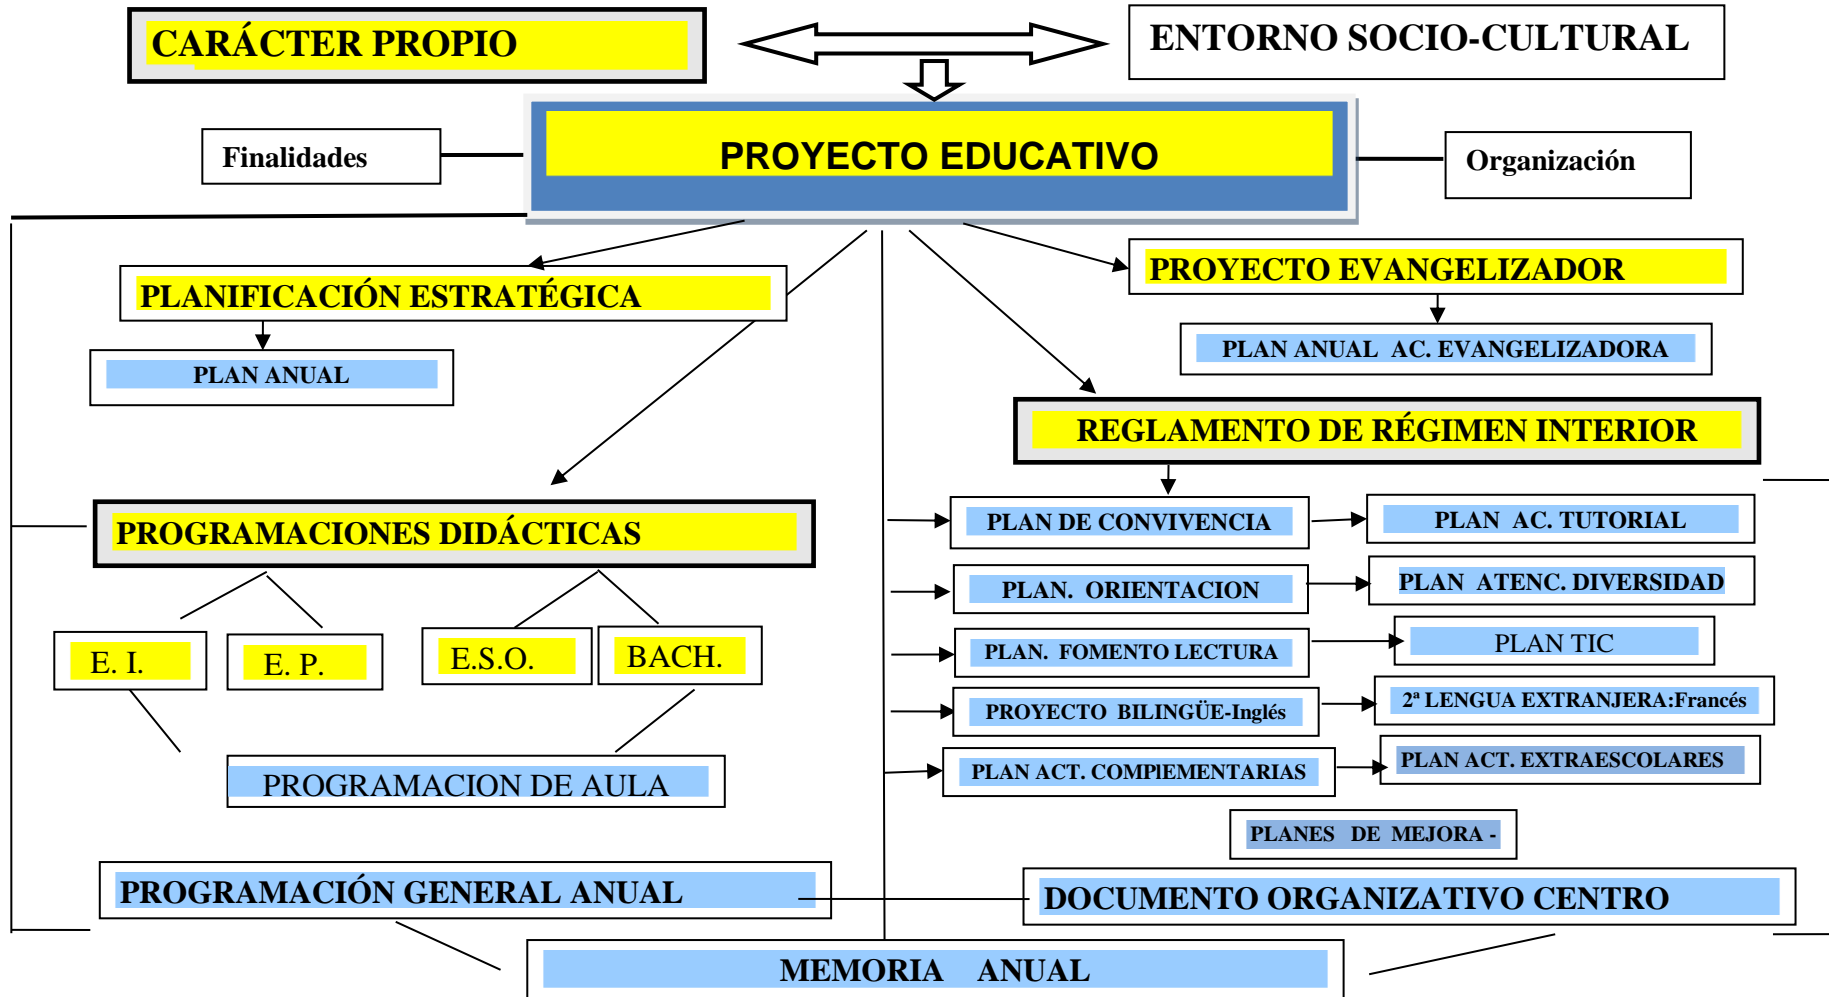 CARÁCTER PROPIO
ENTORNO SOCIO-CULTURAL
Finalidades
PROYECTO EDUCATIVO
Organización
PLANIFICACIÓN ESTRATÉGICA
PROYECTO EVANGELIZADOR
PLAN ANUAL
PLAN ANUAL AC. EVANGELIZADORA
REGLAMENTO DE RÉGIMEN INTERIOR
PROGRAMACIONES DIDÁCTICAS
PLAN DE CONVIVENCIA
PLAN AC. TUTORIAL
PLAN. ORIENTACION
PLAN ATENC. DIVERSIDAD
E. I.
E. P.
E.S.O.
BACH.
PLAN. FOMENTO LECTURA
PLAN TIC
PROYECTO BILINGÜE-Inglés
2ª LENGUA EXTRANJERA:Francés
PROGRAMACION DE AULA
PLAN ACT. COMPlEMENTARIAS
PLAN ACT. EXTRAESCOLARES
PLANES DE MEJORA -
PROGRAMACIÓN GENERAL ANUAL
DOCUMENTO ORGANIZATIVO CENTRO
MEMORIA ANUAL